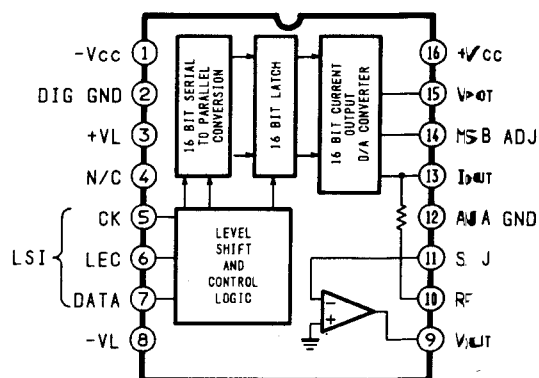 -Vcc 1
DIG GND 2
+VL 3
N/C 4
CK 5
LEC 6
DATA 7
-VL 8
LSI
16 BIT SERIAL
TO PARALLEL
CONVERSION
16 BIT LATCH
16 BIT CURRENT
OUTPUT
D/A CONVERTER
LEVEL
SHIFT
AND
CONTROL
LOGIC
-
+
16 +Vcc
15
14 MSB ADJ
13
12 GND
11
10 RF
9